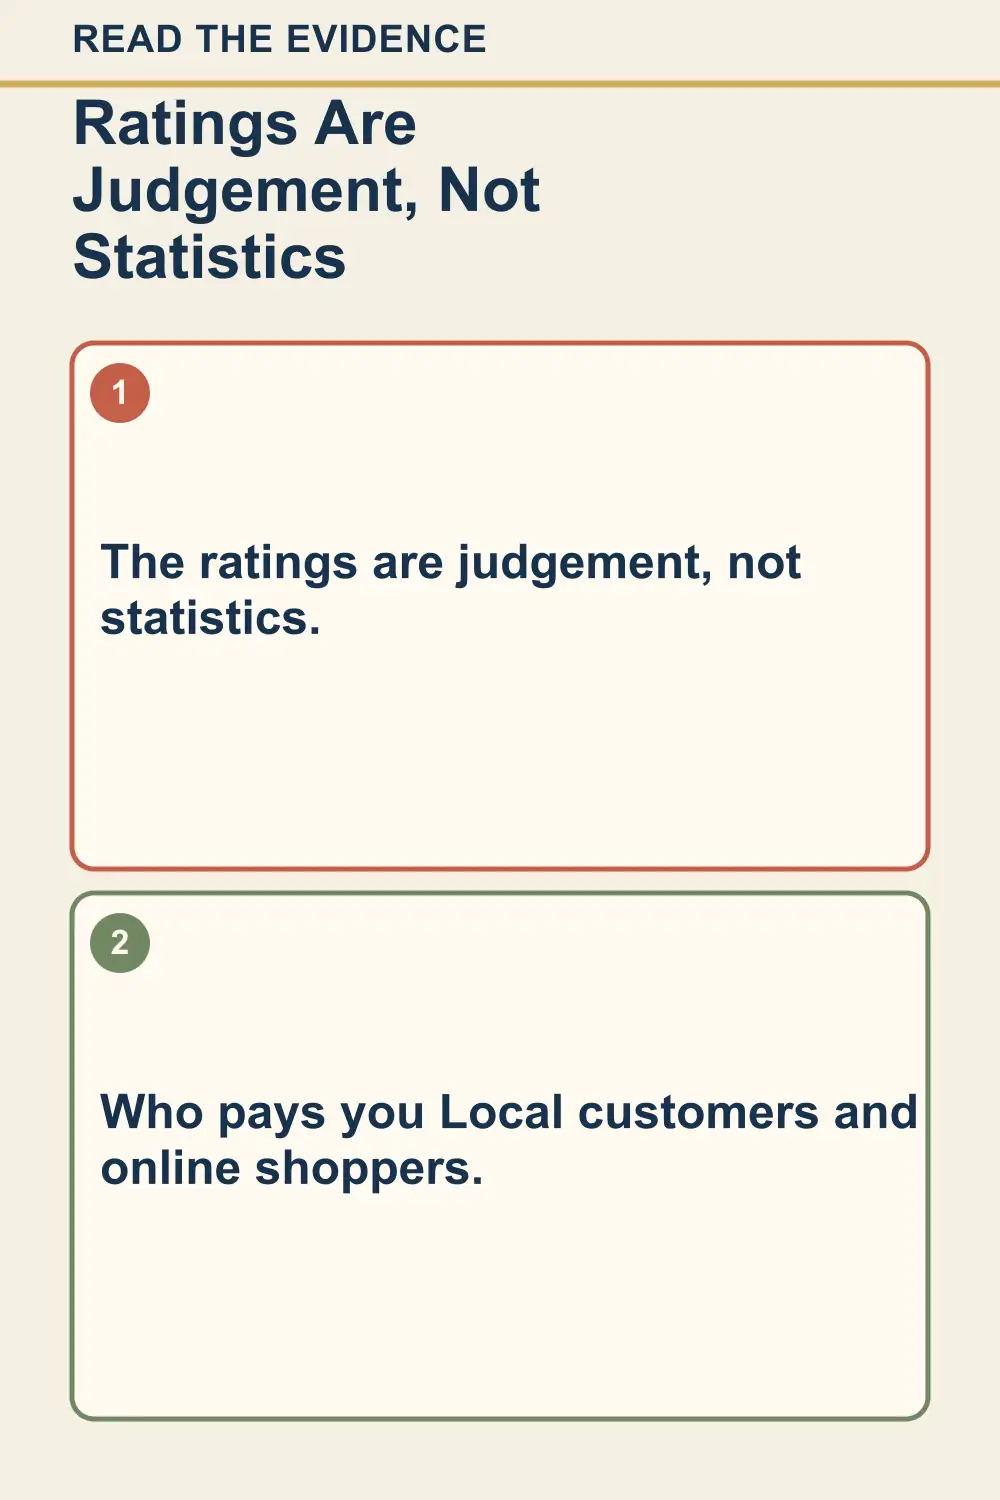 READ THE EVIDENCE
Ratings Are
Judgement, Not
Statistics
1
The ratings are judgement, not
statistics.
2
Who pays you Local customers and
online shoppers.